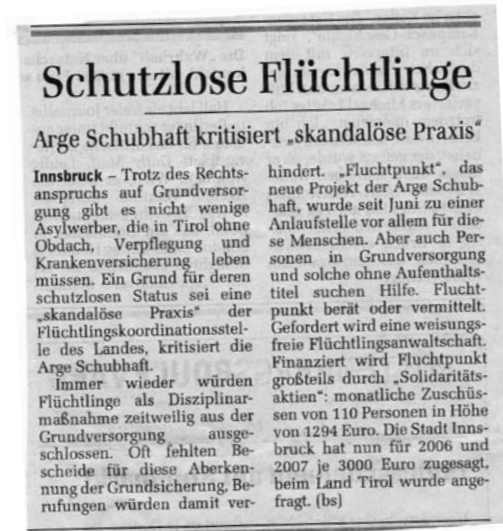 Schutzlose Flüchtlinge
Arge Schubhaft kritisiert „skandalöse Praxis"
Innsbruck – Trotz des Rechts-
anspruchs auf Grundversor-
gung gibt es nicht wenige
Asylwerber, die in Tirol ohne
Obdach, Verpflegung und
Krankenversicherung leben
müssen. Ein Grund für deren
schutzlosen Status sei eine
„skandalöse Praxis" der
Flüchtlingskoordinationsstel-
le des Landes, kritisiert die
Arge Schubhaft.
Immer wieder würden
Flüchtlinge als Disziplinar-
maßnahme zeitweilig aus der
Grundversorgung ausge-
schlossen. Oft fehlten Be-
scheide für diese Aberken-
nung der Grundsicherung, Be-
rufungen würden damit ver-
hindert. „Fluchtpunkt", das
neue Projekt der Arge Schub-
haft, wurde seit Juni zu einer
Anlaufstelle vor allem für die-
se Menschen. Aber auch Per-
sonen in Grundversorgung
und solche ohne Aufenthalts-
titel suchen Hilfe. Flucht-
punkt berät oder vermittelt.
Gefordert wird eine weisungs-
freie Flüchtlingsanwaltschaft.
Finanziert wird Fluchtpunkt
großteils durch „Solidaritäts-
aktien": monatliche Zuschüs-
sen von 110 Personen in Höhe
von 1294 Euro. Die Stadt Inns-
bruck hat nun für 2006 und
2007 je 3000 Euro zugesagt,
beim Land Tirol wurde ange-
fragt. (bs)